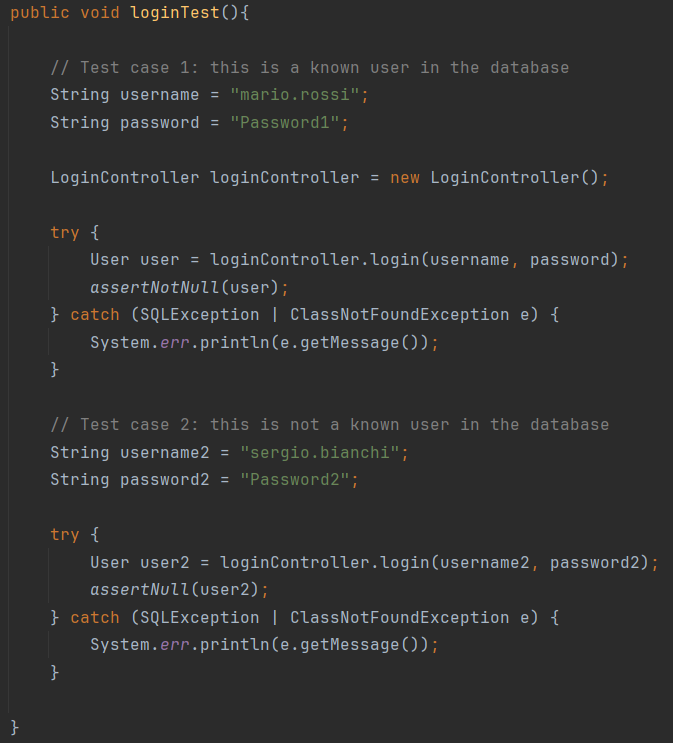 public void loginTest(){
// Test case 1: this is a known user in the database
String username = "mario.rossi";
String password = "Password1";
LoginController loginController = new LoginController();
try {
User user = loginController.login(username, password);
assertNotNull(user);
} catch (SQLException | ClassNotFoundException e) {
System.err.println(e.getMessage());
}
// Test case 2: this is not a known user in the database
String username2 = "sergio.bianchi";
String password2 = "Password2";
try {
User user2 = loginController.login(username2, password2);
assertNull(user2);
} catch (SQLException | ClassNotFoundException e) {
System.err.println(e.getMessage());
}
}